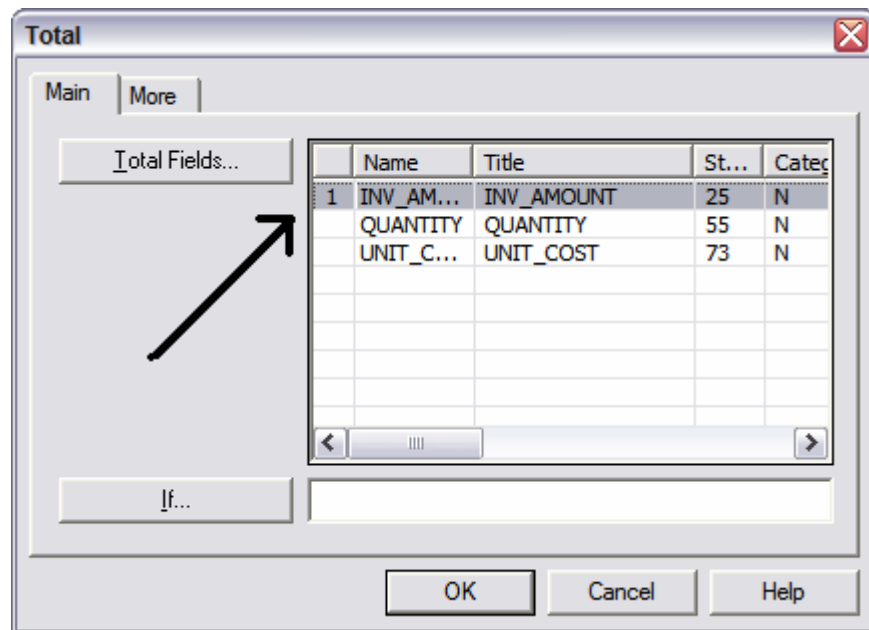 Total
Main More
Total Fields...
Name Title St... Categ
1 INV_AM... INV_AMOUNT 25 N
QUANTITY QUANTITY 55 N
UNIT_C... UNIT_COST 73 N
If...
OK Cancel Help